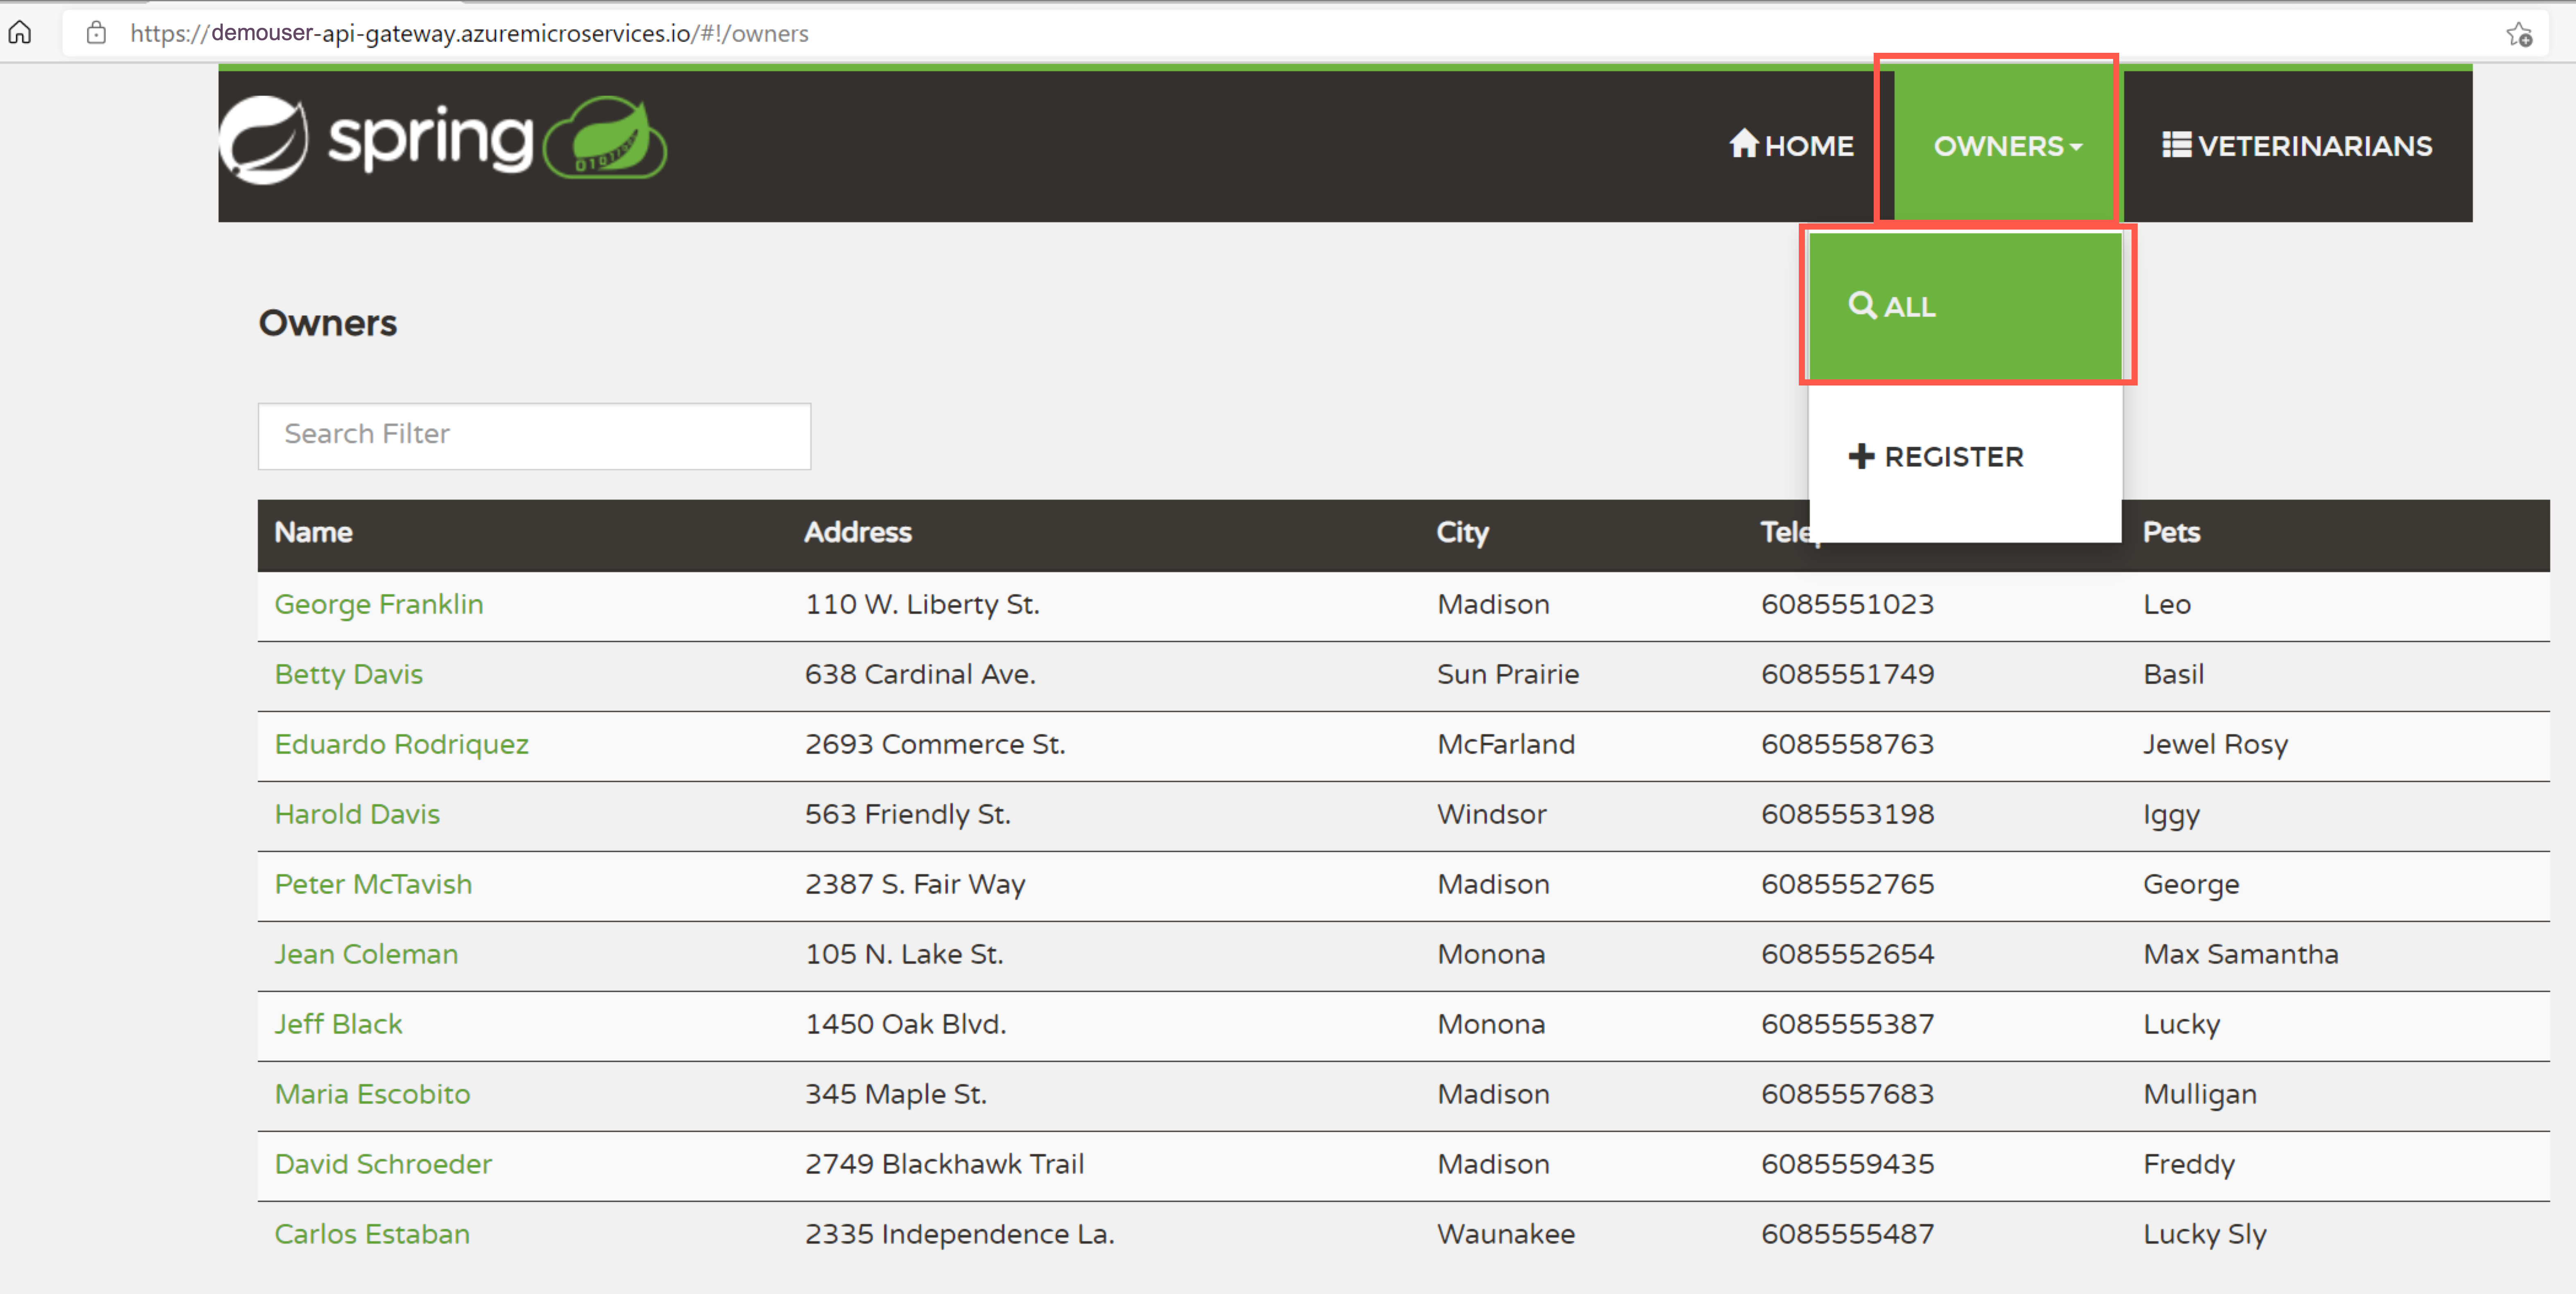 https://demouser-api-gateway.azuremicroservices.io/#!/owners
spring
HOME OWNERS VETERINARIANS
ALL
Owners
Search Filter
REGISTER
Name Address City Pets
George Franklin 110 W. Liberty St. Madison 6085551023 Leo
Betty Davis 638 Cardinal Ave. Sun Prairie 6085551749 Basil
Eduardo Rodriquez 2693 Commerce St. McFarland 6085558763 Jewel Rosy
Harold Davis 563 Friendly St. Windsor 6085553198 Iggy
Peter McTavish 2387 S. Fair Way Madison 6085552765 George
Jean Coleman 105 N. Lake St. Monona 6085552654 Max Samantha
Jeff Black 1450 Oak Blvd. Monona 6085555387 Lucky
Maria Escobito 345 Maple St. Madison 6085557683 Mulligan
David Schroeder 2749 Blackhawk Trail Madison 6085559435 Freddy
Carlos Estaban 2335 Independence La. Waunakee 6085555487 Lucky Sly